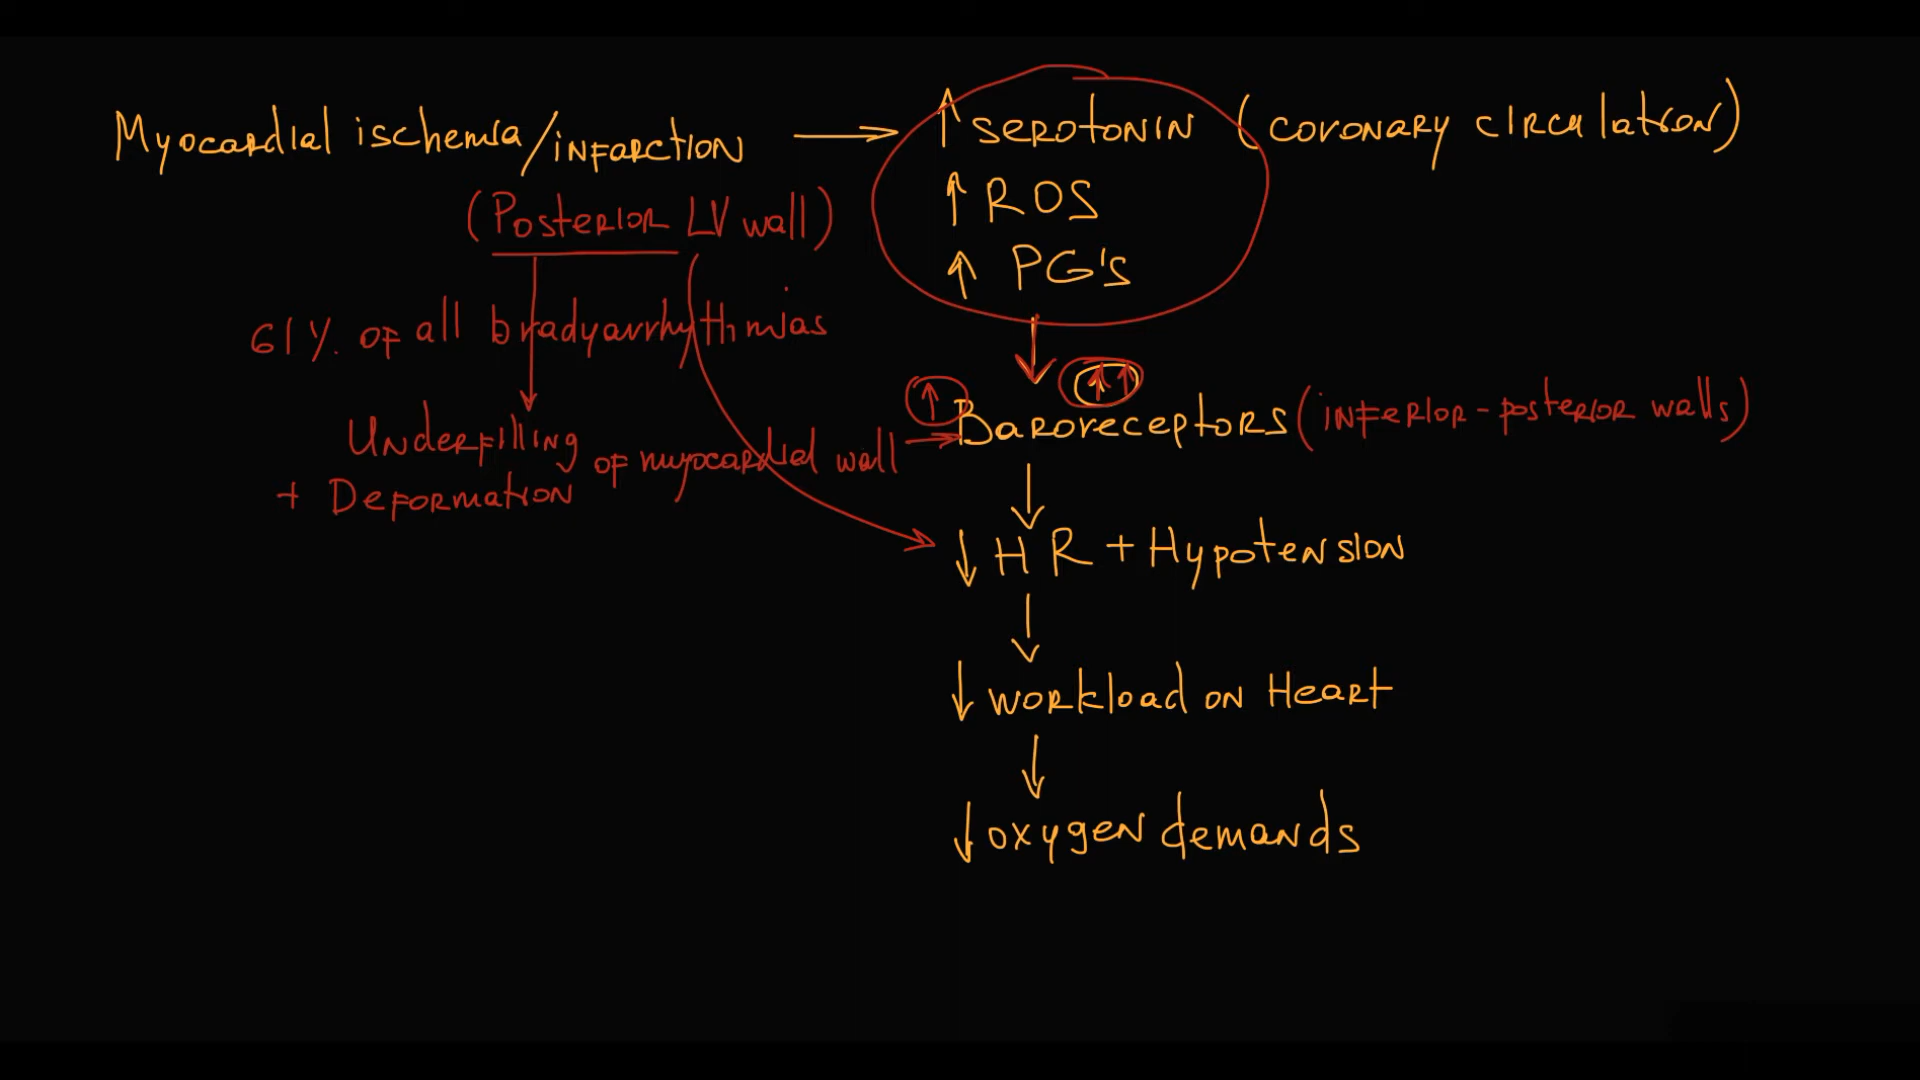 Myocardial ischemia/infarction → ↑ serotonin (coronary circulation)
(Posterior LV wall)
↑ ROS
↑ PG's
61% of all bradyarrhythmias
↑ ↑↑
Baroreceptors (inferior-posterior walls)
Underfilling
+ Deformation of myocardial wall →
↓ HR + Hypotension
↓ workload on Heart
↓ oxygen demands